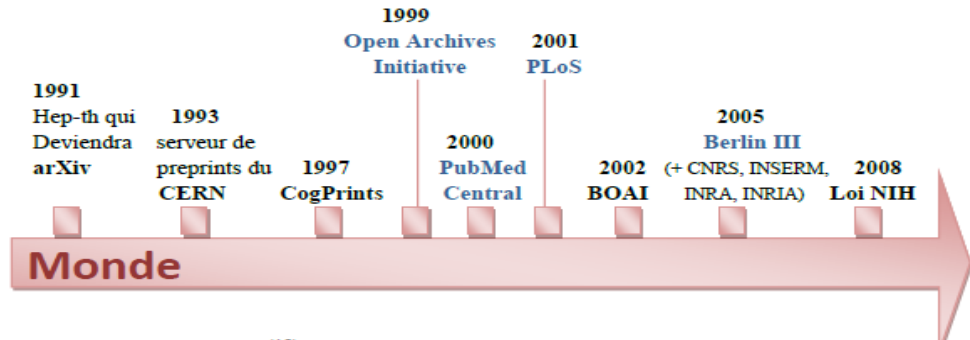 1991
Hep-th qui
Deviendra
arXiv
1993
serveur de
preprints du
CERN
1997
CogPrints
1999
Open Archives
Initiative
2000
PubMed
Central
2001
PLoS
2002
BOAI
2005
Berlin III
(+ CNRS, INSERM,
INRA, INRIA)
2008
Loi NIH
Monde